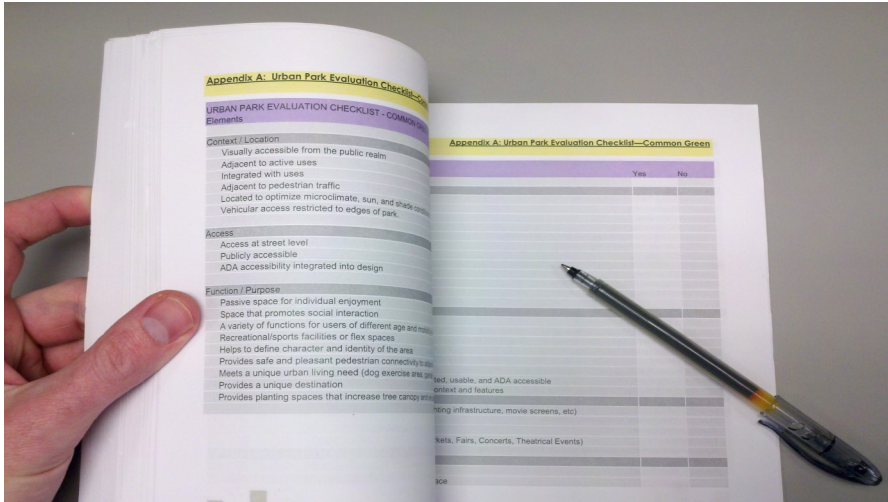 Appendix A: Urban Park Evaluation Checklist—Com
URBAN PARK EVALUATION CHECKLIST - COMMON GR
Elements
Context / Location
Visually accessible from the public realm
Adjacent to active uses
Integrated with uses
Adjacent to pedestrian traffic
Located to optimize microclimate, sun, and shade
Vehicular access restricted to edges of park.
Access
Access at street level
Publicly accessible
ADA accessibility integrated into design
Function / Purpose
Passive space for individual enjoyment
Space that promotes social interaction
A variety of functions for users of different age and
Recreational/sports facilities or flex spaces
Helps to define character and identity of the area
Provides safe and pleasant pedestrian connectivity to
Meets a unique urban living need (dog exercise area,
Provides a unique destination
Provides planting spaces that increase tree canopy and
Appendix A: Urban Park Evaluation Checklist—Common Green
Yes No
ted, usable, and ADA accessible
ontext and features
hting infrastructure, movie screens, etc)
rkets, Fairs, Concerts, Theatrical Events)
ace